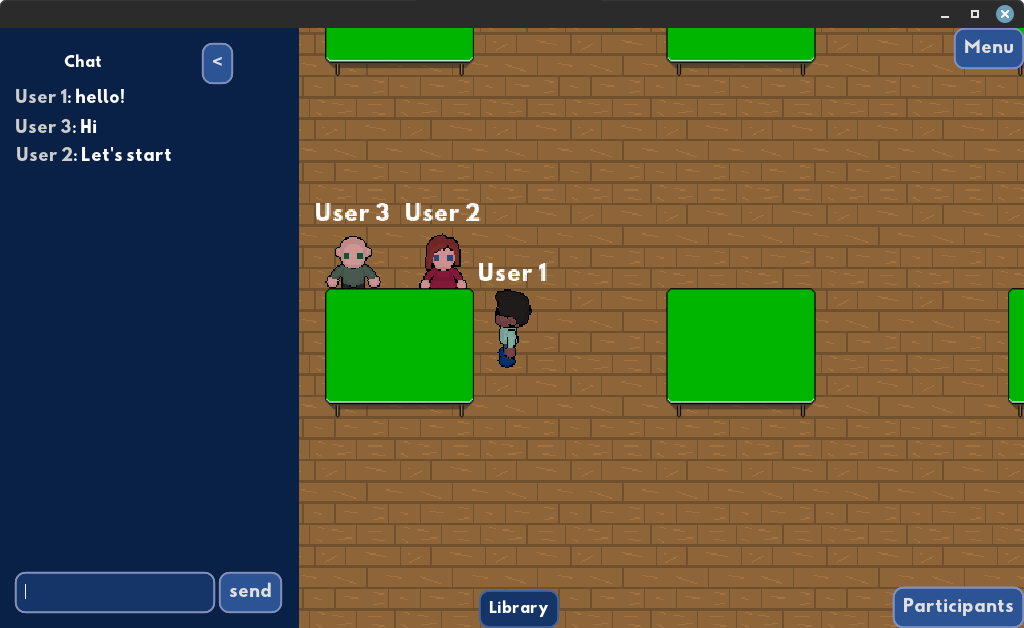 Chat
<
User 1: hello!
User 3: Hi
User 2: Let's start
send
Menu
User 3
User 2
User 1
Library
Participants